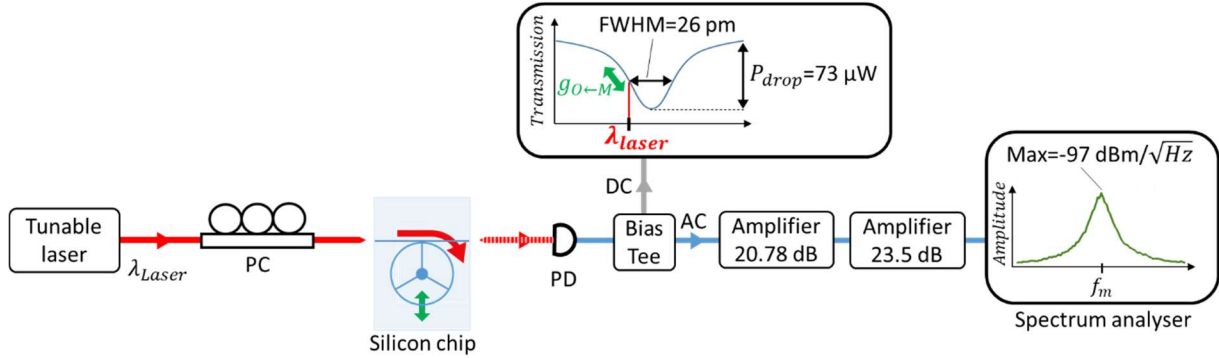 FWHM=26 pm
Transmission
g_{O←M}
P_{drop}=73 µW
λ_{laser}
Max=-97 dBm/√Hz
Tunable
laser
λ_{Laser}
PC
Silicon chip
PD
DC
Bias
Tee
AC
Amplifier
20.78 dB
Amplifier
23.5 dB
Amplitude
f_m
Spectrum analyser